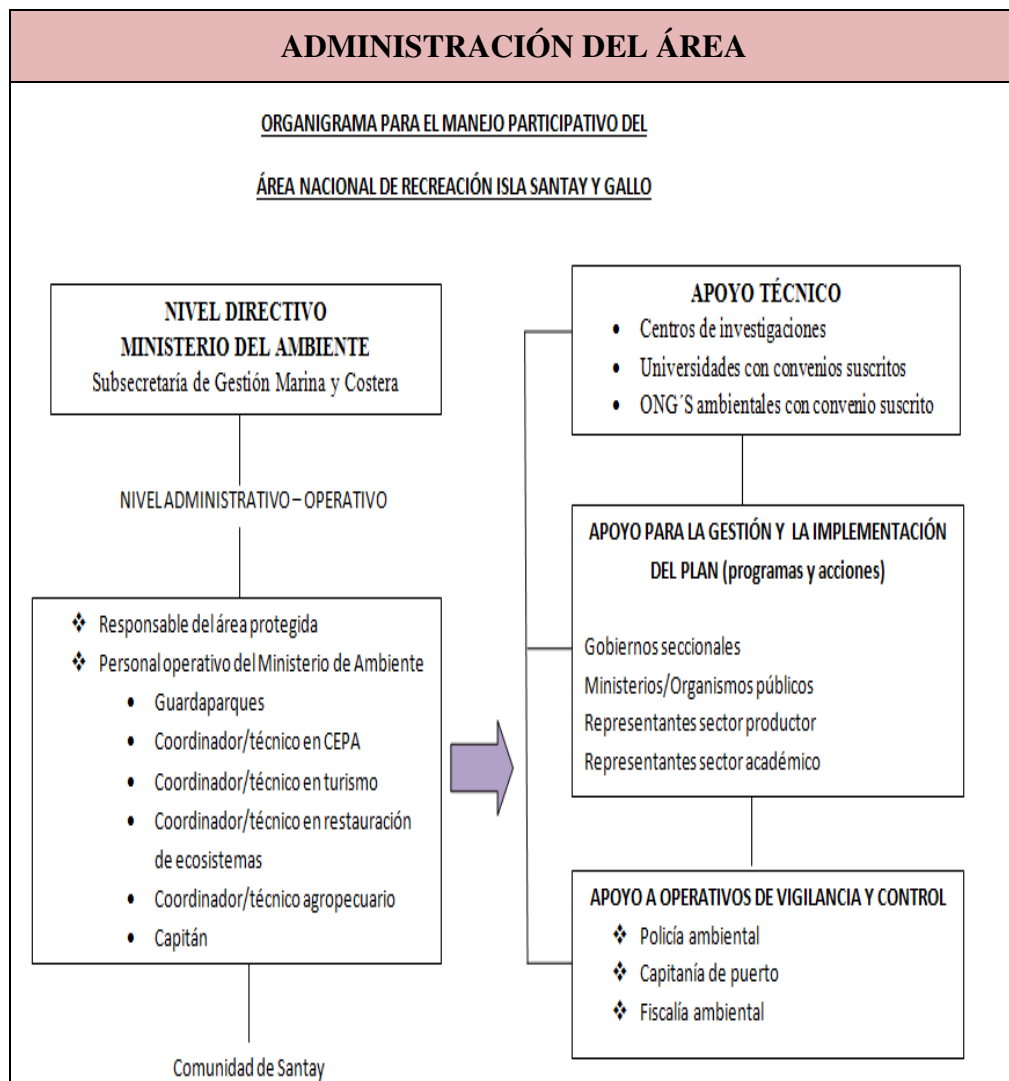 ADMINISTRACIÓN DEL ÁREA
ORGANIGRAMA PARA EL MANEJO PARTICIPATIVO DEL
ÁREA NACIONAL DE RECREACIÓN ISLA SANTAY Y GALLO
NIVEL DIRECTIVO
MINISTERIO DEL AMBIENTE
Subsecretaría de Gestión Marina y Costera
NIVEL ADMINISTRATIVO – OPERATIVO
❖ Responsable del área protegida
❖ Personal operativo del Ministerio de Ambiente
• Guardaparques
• Coordinador/técnico en CEPA
• Coordinador/técnico en turismo
• Coordinador/técnico en restauración
de ecosistemas
• Coordinador/técnico agropecuario
• Capitán
Comunidad de Santay
APOYO TÉCNICO
• Centros de investigaciones
• Universidades con convenios suscritos
• ONG´S ambientales con convenio suscrito
APOYO PARA LA GESTIÓN Y LA IMPLEMENTACIÓN
DEL PLAN (programas y acciones)
Gobiernos seccionales
Ministerios/Organismos públicos
Representantes sector productor
Representantes sector académico
APOYO A OPERATIVOS DE VIGILANCIA Y CONTROL
❖ Policía ambiental
❖ Capitanía de puerto
❖ Fiscalía ambiental